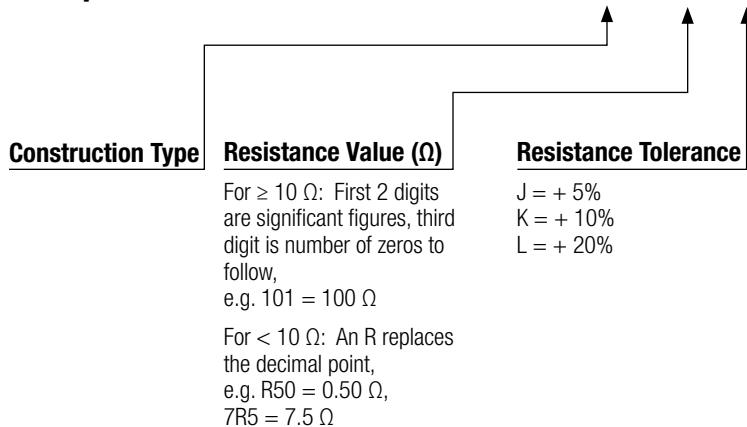 Construction Type
Resistance Value (Ω)
For ≥ 10 Ω: First 2 digits
are significant figures, third
digit is number of zeros to
follow,
e.g. 101 = 100 Ω
For < 10 Ω: An R replaces
the decimal point,
e.g. R50 = 0.50 Ω,
7R5 = 7.5 Ω
Resistance Tolerance
J = + 5%
K = + 10%
L = + 20%